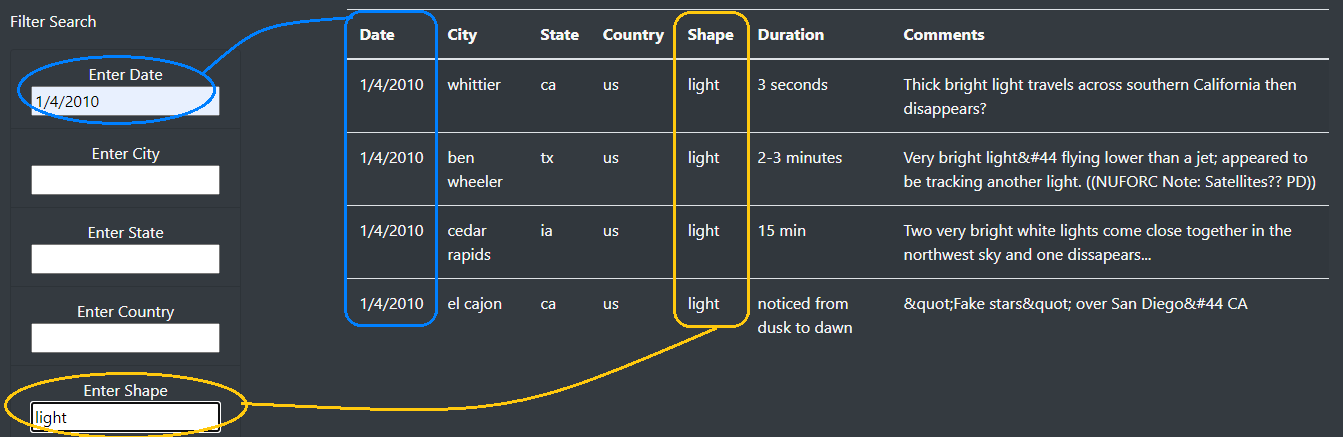 Filter Search
Enter Date
1/4/2010
Enter City
Enter State
Enter Country
Enter Shape
light
Date City State Country Shape Duration Comments
1/4/2010 whittier ca us light 3 seconds Thick bright light travels across southern California then
disappears?
1/4/2010 ben tx us light 2-3 minutes Very bright light&#44 flying lower than a jet; appeared to
wheeler be tracking another light. ((NUFORC Note: Satellites?? PD))
1/4/2010 cedar ia us light 15 min Two very bright white lights come close together in the
rapids northwest sky and one dissapears...
1/4/2010 el cajon ca us light noticed from &quot;Fake stars&quot; over San Diego&#44 CA
dusk to dawn